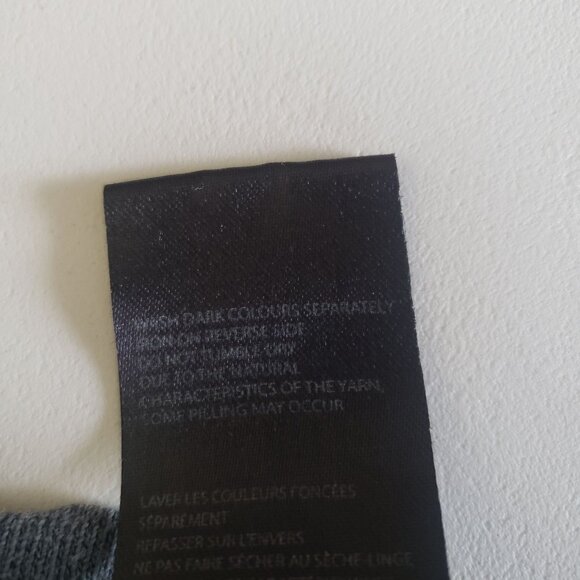 WASH DARK COLOURS SEPARATELY
IRON ON REVERSE SIDE
DO NOT TUMBLE DRY
DUE TO THE NATURAL
CHARACTERISTICS OF THE YARN,
SOME PILLING MAY OCCUR
LAVER LES COULEURS FONCÉES
SÉPARÉMENT
REPASSER SUR L'ENVERS
NE PAS FAIRE SÉCHER AU SÈCHE-LINGE